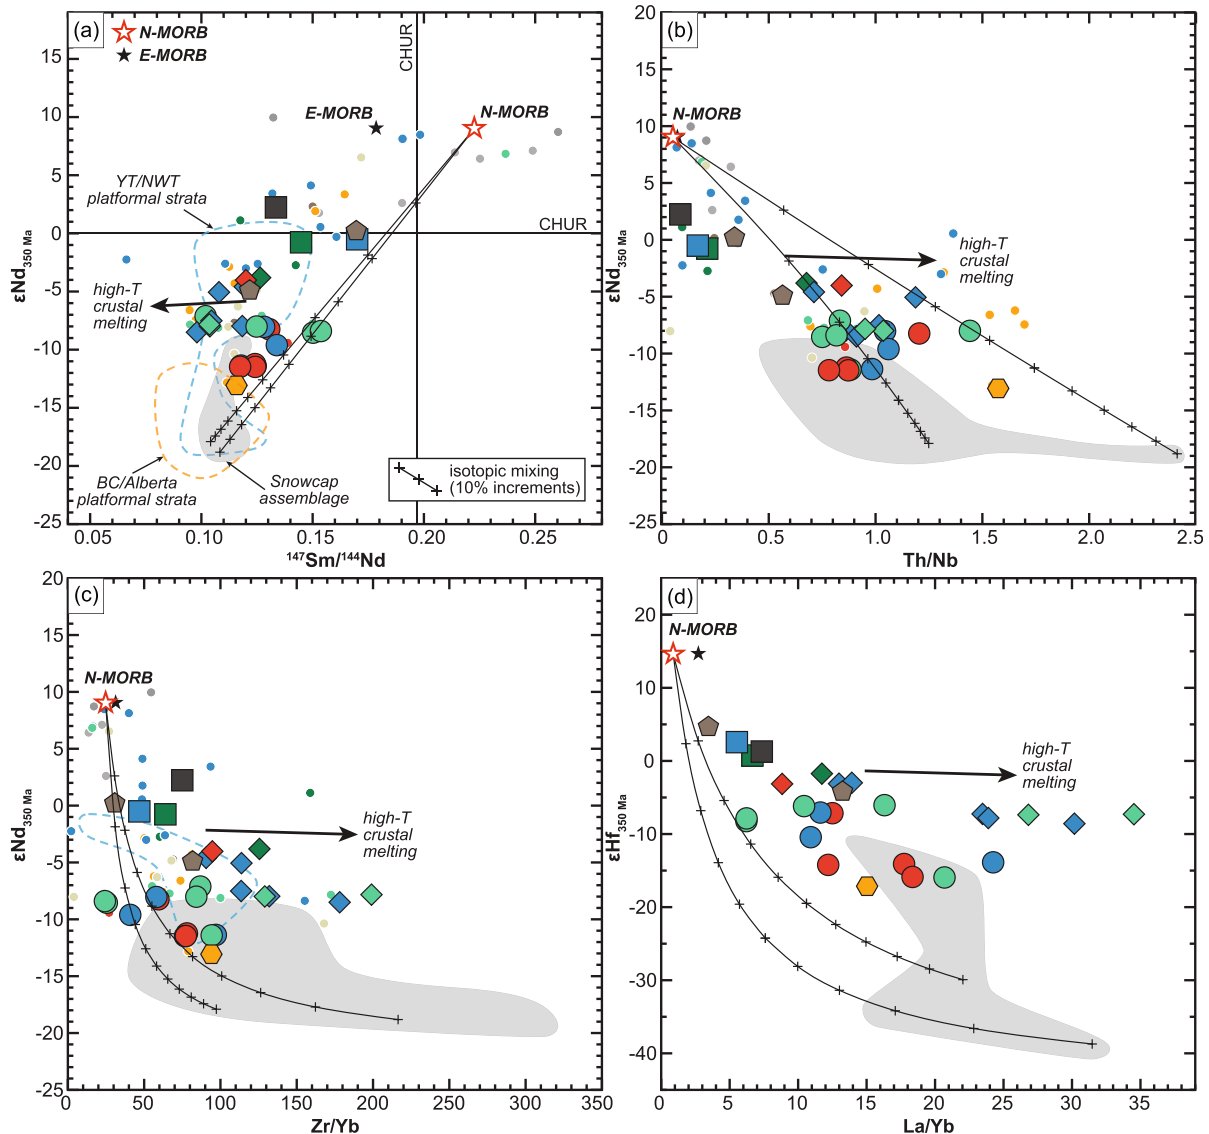 (a)
N-MORB
E-MORB
CHUR
E-MORB
N-MORB
YT/NWT
platformal strata
CHUR
high-T
crustal
melting
BC/Alberta
platformal strata
Snowcap
assemblage
isotopic mixing
(10% increments)
15
10
5
0
-5
-10
-15
-20
-25
εNd350 Ma
0.05
0.10
0.15
0.20
0.25
147Sm/144Nd
(b)
N-MORB
high-T
crustal
melting
20
15
10
5
0
-5
-10
-15
-20
-25
εNd350 Ma
0
0.5
1.0
1.5
2.0
2.5
Th/Nb
(c)
N-MORB
high-T
crustal
melting
20
15
10
5
0
-5
-10
-15
-20
-25
εNd350 Ma
0
50
100
150
200
250
300
350
Zr/Yb
(d)
N-MORB
high-T
crustal
melting
20
10
0
-10
-20
-30
-40
εHf350 Ma
0
5
10
15
20
25
30
35
La/Yb